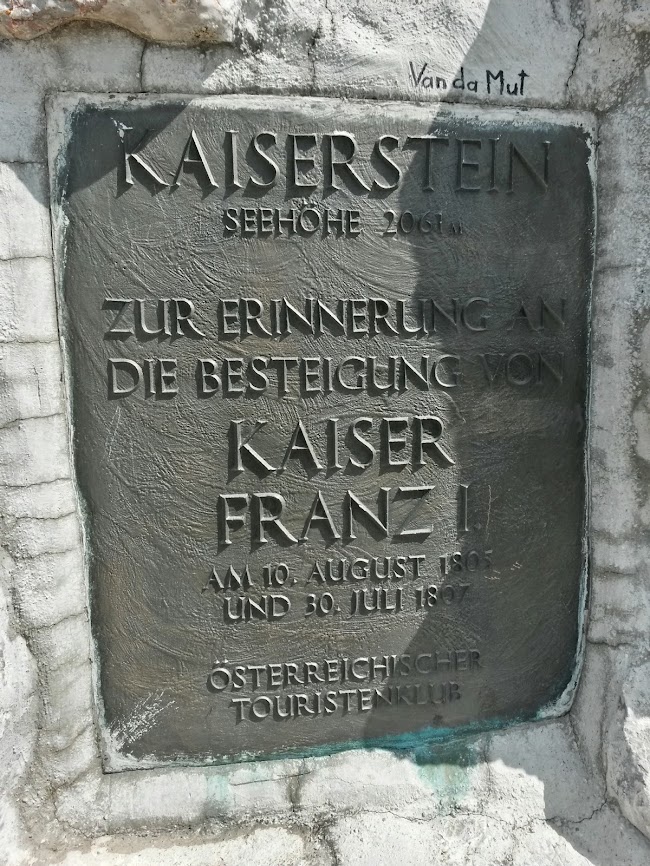 Van da Mut
KAISERSTEIN
SEEHÖHE 2061 M
ZUR ERINNERUNG AN
DIE BESTEIGUNG VON
KAISER
FRANZ I.
AM 10. AUGUST 1805
UND 30. JULI 1807
ÖSTERREICHISCHER
TOURISTENKLUB